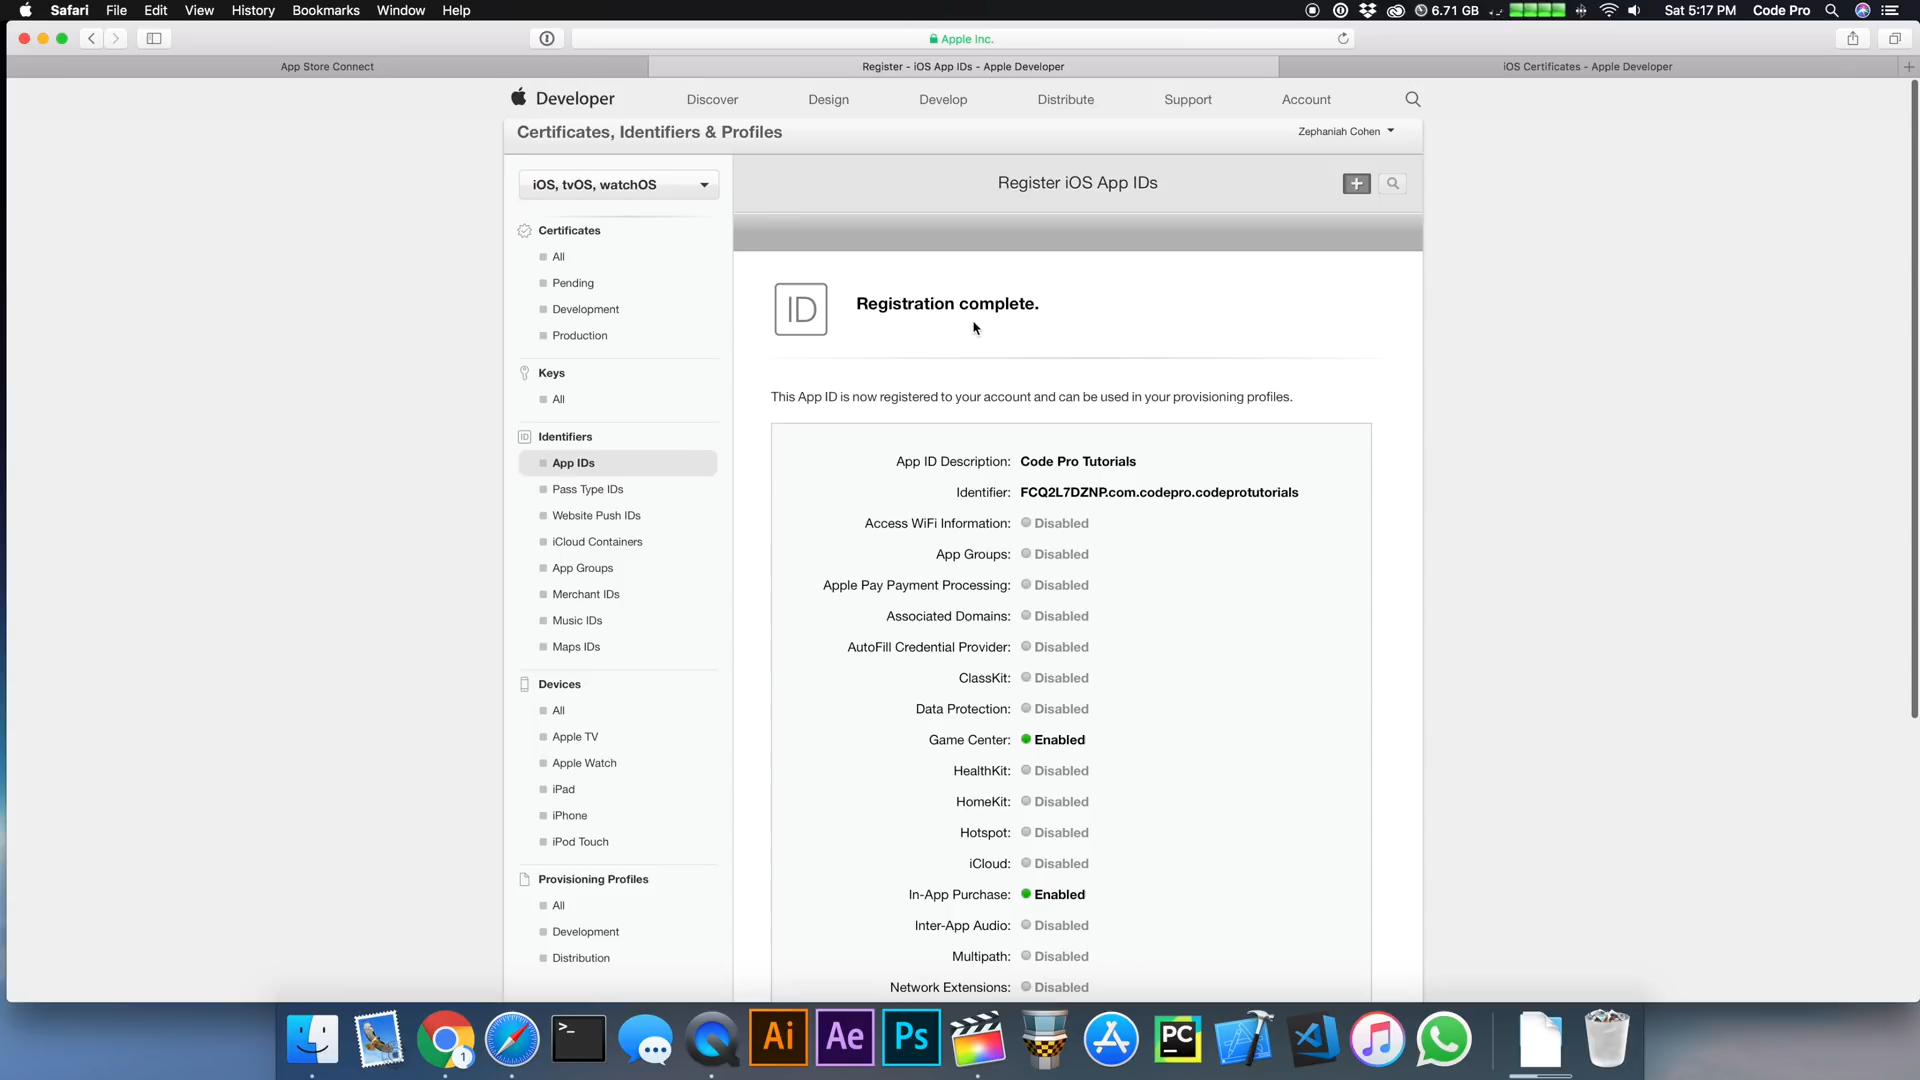 Safari File Edit View History Bookmarks Window Help 6.71 GB Sat 5:17 PM Code Pro
Apple Inc.
App Store Connect
Register - iOS App IDs - Apple Developer
iOS Certificates - Apple Developer
Developer Discover Design Develop Distribute Support Account
Certificates, Identifiers & Profiles
Zephaniah Cohen
iOS, tvOS, watchOS
Register iOS App IDs
Certificates
All
Pending
Development
Production
Keys
All
Identifiers
App IDs
Pass Type IDs
Website Push IDs
iCloud Containers
App Groups
Merchant IDs
Music IDs
Maps IDs
Devices
All
Apple TV
Apple Watch
iPad
iPhone
iPod Touch
Provisioning Profiles
All
Development
Distribution
ID
Registration complete.
This App ID is now registered to your account and can be used in your provisioning profiles.
App ID Description: Code Pro Tutorials
Identifier: FCQ2L7DZNP.com.codepro.codeprotutorials
Access WiFi Information: Disabled
App Groups: Disabled
Apple Pay Payment Processing: Disabled
Associated Domains: Disabled
AutoFill Credential Provider: Disabled
ClassKit: Disabled
Data Protection: Disabled
Game Center: Enabled
HealthKit: Disabled
HomeKit: Disabled
Hotspot: Disabled
iCloud: Disabled
In-App Purchase: Enabled
Inter-App Audio: Disabled
Multipath: Disabled
Network Extensions: Disabled
1 >_ Ai Ae Ps PC